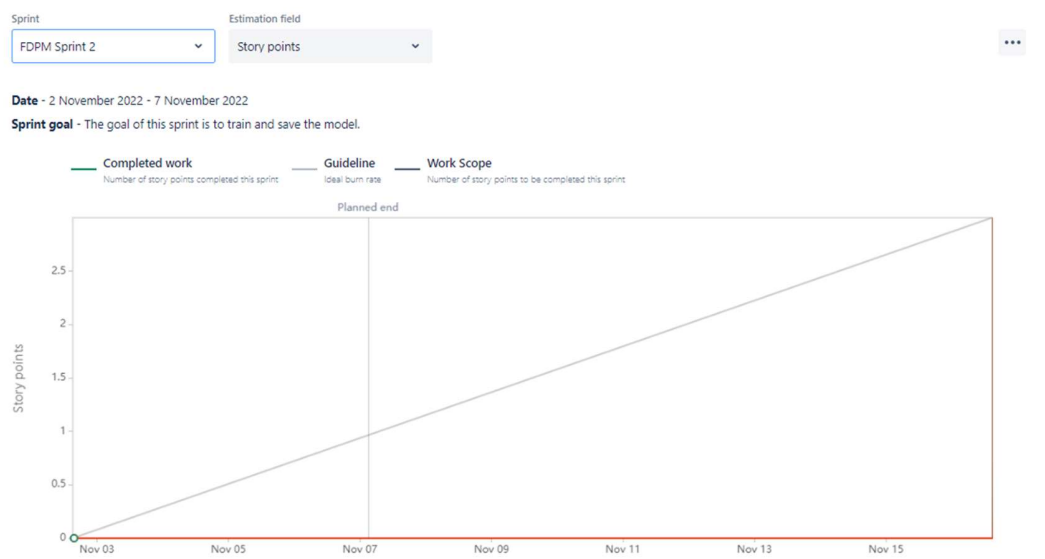 Sprint
Estimation field
FDPM Sprint 2
Story points
Date - 2 November 2022 - 7 November 2022
Sprint goal - The goal of this sprint is to train and save the model.
Completed work
Number of story points completed this sprint
Guideline
Ideal burn rate
Work Scope
Number of story points to be completed this sprint
Planned end
Story points
2.5
2
1.5
1
0.5
0
Nov 03
Nov 05
Nov 07
Nov 09
Nov 11
Nov 13
Nov 15